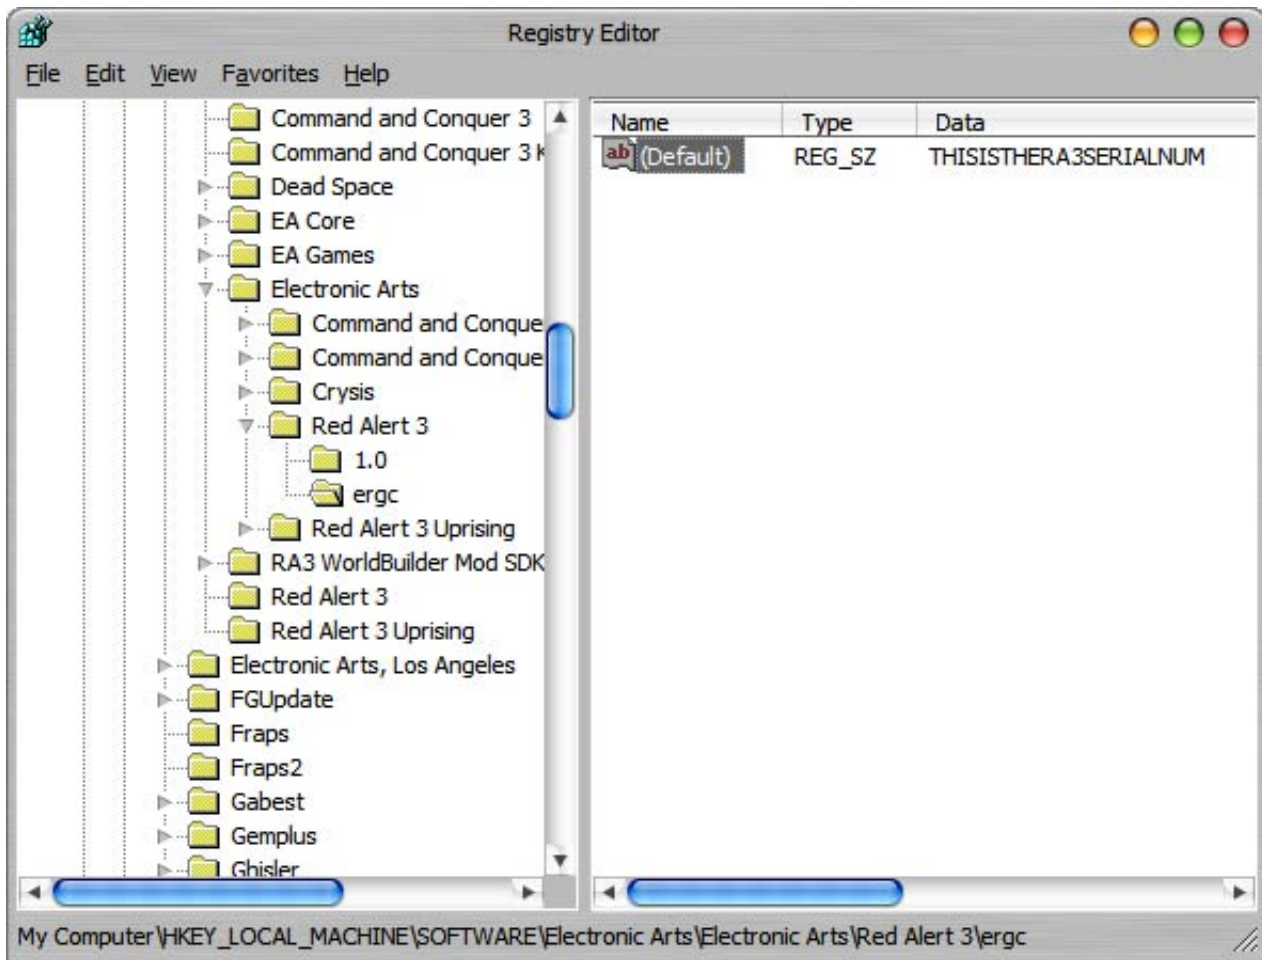 Registry Editor
File Edit View Favorites Help
Command and Conquer 3
Command and Conquer 3 K
Dead Space
EA Core
EA Games
Electronic Arts
Command and Conque
Command and Conque
Crysis
Red Alert 3
1.0
ergc
Red Alert 3 Uprising
RA3 WorldBuilder Mod SDK
Red Alert 3
Red Alert 3 Uprising
Electronic Arts, Los Angeles
FGUpdate
Fraps
Fraps2
Gabest
Gemplus
Ghisler
Name Type Data
ab (Default) REG_SZ THISISTHERA3SERIALNUM
My Computer\HKEY_LOCAL_MACHINE\SOFTWARE\Electronic Arts\Electronic Arts\Red Alert 3\ergc